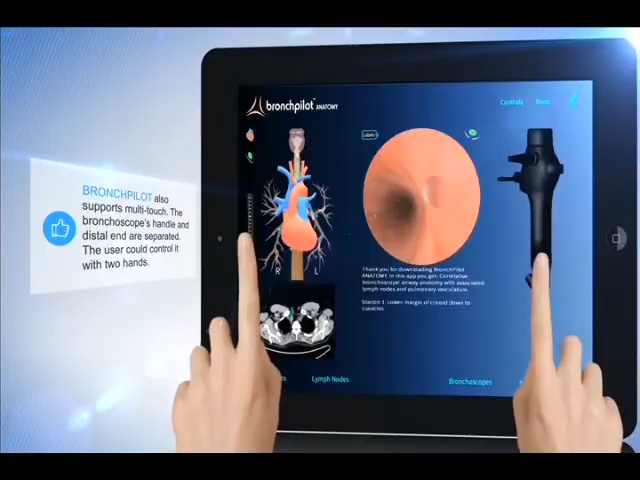 bronchpilot ANATOMY
Controls
Reset
Labels
BRONCHPILOT also
supports multi-touch. The
bronchoscope's handle and
distal end are separated.
The user could control it
with two hands.
R
L
Thank you for downloading BronchPilot
ANATOMY. In this app you get: Correlative
bronchoscopic airway anatomy with associated
lymph nodes and pulmonary vasculature.
Station 1. Lower margin of cricoid down to
clavicles
Lymph Nodes
Bronchoscopes